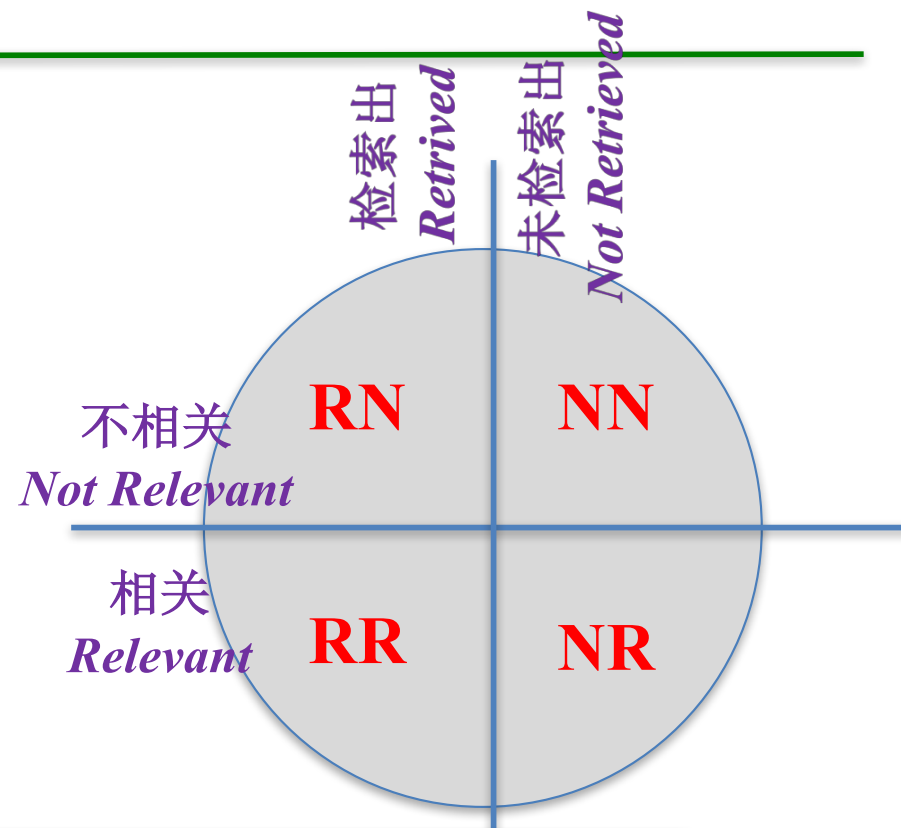 检索出
Retrived
未检索出
Not Retrieved
RN
NN
不相关
Not Relevant
相关
Relevant
RR
NR